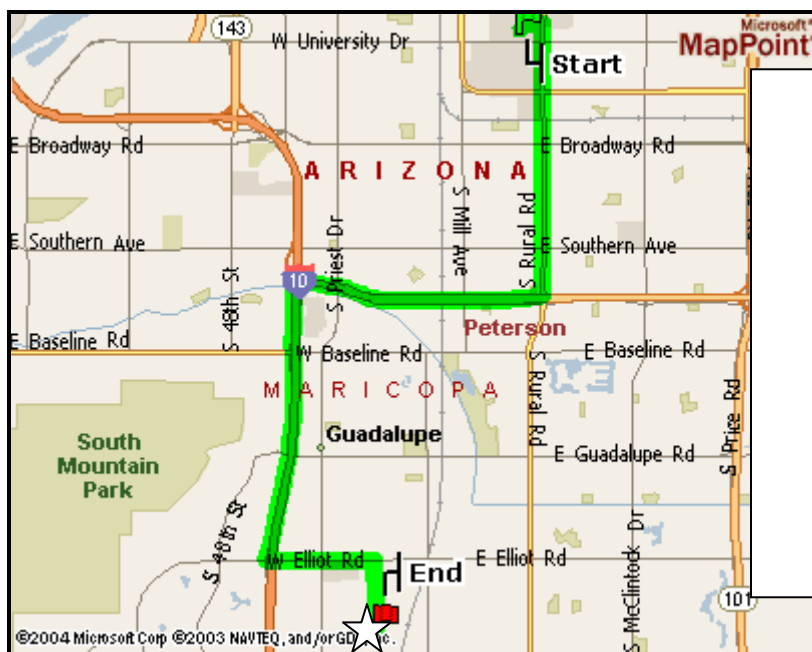 143
W University Dr
Microsoft
MapPoint
Start
E Broadway Rd
E Broadway Rd
ARIZONA
S Mill Ave
S Rural Rd
E Southern Ave
E Southern Ave
S Priest Dr
10
S 48th St
Peterson
E Baseline Rd
W Baseline Rd
E Baseline Rd
MARICOPA
S Rural Rd
S Price Rd
South
Mountain
Park
Guadalupe
E Guadalupe Rd
S 48th St
W Elliot Rd
End
E Elliot Rd
S McClintock Dr
101
©2004 Microsoft Corp ©2003 NAVTEQ, and/or